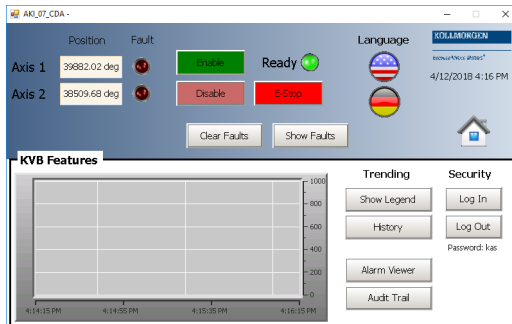 AKI_07_CDA -
Position Fault Language
KOLLMORGEN
Axis 1 39882.02 deg Enable Ready
Axis 2 38509.68 deg Disable E-Stop
4/12/2018 4:16 PM
Clear Faults Show Faults
KVB Features
Trending Security
Show Legend Log In
History Log Out
Password: kas
Alarm Viewer
Audit Trail
1000
800
600
400
200
0
4:14:15 PM 4:14:55 PM 4:15:35 PM 4:16:15 PM